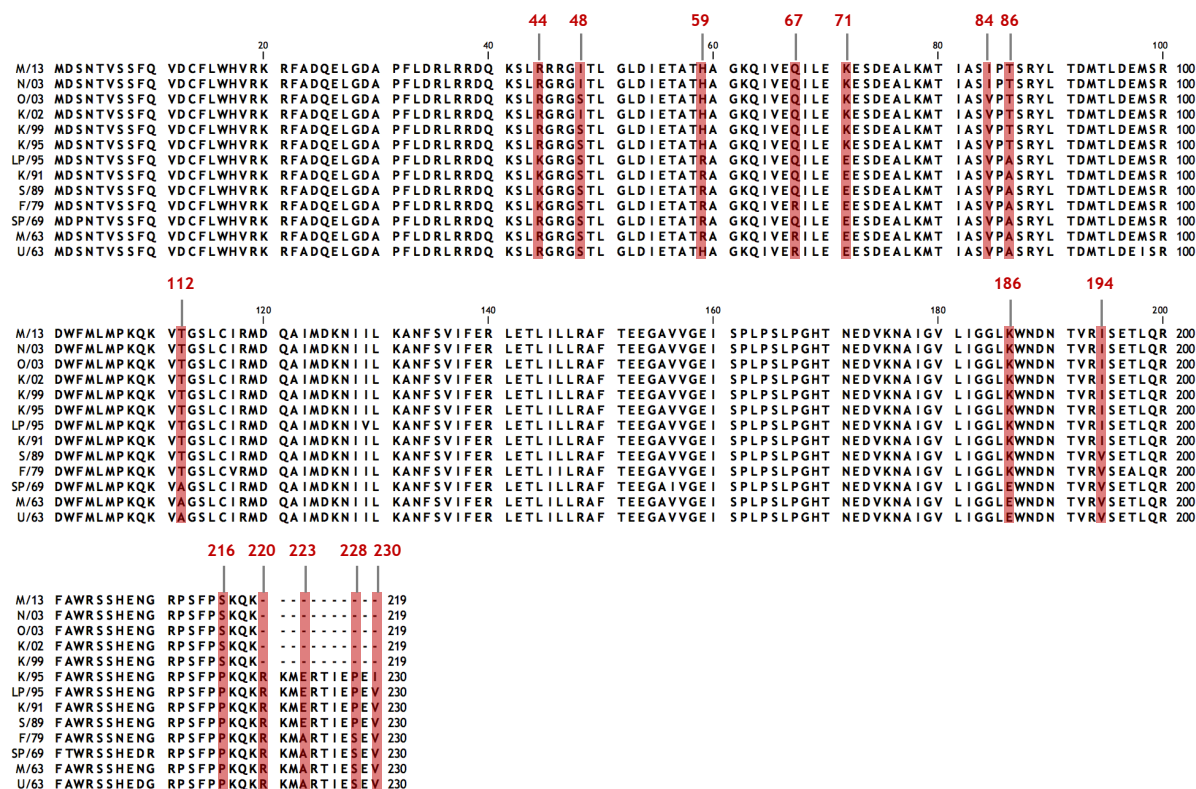 44 48 59 67 71 84 86
20 40 60 80 100
M/13 MDSNTVSSFQ VDCFLWHVRK RFADQELGDA PFLDRLRRDQ KSLRRRGITL GLDIETATHA GKQIVEQILE KESDEALKMT IASIPTSRYL TDMTLDEMSR 100
N/03 MDSNTVSSFQ VDCFLWHVRK RFADQELGDA PFLDRLRRDQ KSLRGRGITL GLDIETATHA GKQIVEQILE KESDEALKMT IASIPTSRYL TDMTLDEMSR 100
O/03 MDSNTVSSFQ VDCFLWHVRK RFADQELGDA PFLDRLRRDQ KSLRGRGSTL GLDIETATHA GKQIVEQILE KESDEALKMT IASVPTSRYL TDMTLDEMSR 100
K/02 MDSNTVSSFQ VDCFLWHVRK RFADQELGDA PFLDRLRRDQ KSLRGRGITL GLDIETATHA GKQIVEQILE KESDEALKMT IASVPTSRYL TDMTLDEMSR 100
K/99 MDSNTVSSFQ VDCFLWHVRK RFADQELGDA PFLDRLRRDQ KSLRGRGSTL GLDIETATHA GKQIVEQILE KESDEALKMT IASVPTSRYL TDMTLDEMSR 100
K/95 MDSNTVSSFQ VDCFLWHVRK RFADQELGDA PFLDRLRRDQ KSLRGRGSTL GLDIETATHA GKQIVEQILE KESDEALKMT IASVPTSRYL TDMTLDEMSR 100
LP/95 MDSNTVSSFQ VDCFLWHVRK RFADQELGDA PFLDRLRRDQ KSLKGRGSTL GLDIETATRA GKQIVEQILE EESDEALKMT IASVPASRYL TDMTLDEMSR 100
K/91 MDSNTVSSFQ VDCFLWHVRK RFADQELGDA PFLDRLRRDQ KSLKGRGSTL GLDIETATRA GKQIVEQILE EESDEALKMT IASVPASRYL TDMTLDEMSR 100
S/89 MDSNTVSSFQ VDCFLWHVRK RFADQELGDA PFLDRLRRDQ KSLKGRGSTL GLDIETATRA GKQIVERILE EESDEALKMT IASVPASRYL TDMTLDEMSR 100
F/79 MDSNTVSSFQ VDCFLWHVRK RFADQELGDA PFLDRLRRDQ KSLKGRGSTL GLDIETATRA GKQIVERILE EESDEALKMT IASVPASRYL TDMTLDEMSR 100
SP/69 MDPNTVSSFQ VDCFLWHVRK RFADQELGDA PFLDRLRRDQ KSLRGRGSTL GLDIETATRA GKQIVEQILE EESDEALKMT IASVPASRYL TDMTLDEMSR 100
M/63 MDSNTVSSFQ VDCFLWHVRK RFADQELGDA PFLDRLRRDQ KSLRGRGSTL GLDIETATRA GKQIVERILE EESDEALKMT IASVPASRYL TDMTLDEMSR 100
U/63 MDSNTVSSFQ VDCFLWHVRK RFADQELGDA PFLDRLRRDQ KSLRGRGSTL GLDIETATRA GKQIVERILE EESDEALKMT IASVPASRYL TDMTLDEISR 100
112 186 194
120 140 160 180 200
M/13 DWFMLMPKQK VTGSLCIRMD QAIMDKNIIL KANFSVIFER LETLILLRAF TEEGAVVGEI SPLPSLPGHT NEDVKNAIGV LIGGLKWNDN TVRISETLQR 200
N/03 DWFMLMPKQK VTGSLCIRMD QAIMDKNIIL KANFSVIFER LETLILLRAF TEEGAVVGEI SPLPSLPGHT NEDVKNAIGV LIGGLKWNDN TVRISETLQR 200
O/03 DWFMLMPKQK VTGSLCIRMD QAIMDKNIIL KANFSVIFER LETLILLRAF TEEGAVVGEI SPLPSLPGHT NEDVKNAIGV LIGGLKWNDN TVRISETLQR 200
K/02 DWFMLMPKQK VTGSLCIRMD QAIMDKNIIL KANFSVIFER LETLILLRAF TEEGAVVGEI SPLPSLPGHT NEDVKNAIGV LIGGLKWNDN TVRISETLQR 200
K/99 DWFMLMPKQK VTGSLCIRMD QAIMDKNIIL KANFSVIFER LETLILLRAF TEEGAVVGEI SPLPSLPGHT NEDVKNAIGV LIGGLKWNDN TVRISETLQR 200
K/95 DWFMLMPKQK VTGSLCIRMD QAIMDKNIIL KANFSVIFER LETLILLRAF TEEGAVVGEI SPLPSLPGHT NEDVKNAIGV LIGGLKWNDN TVRISETLQR 200
LP/95 DWFMLMPKQK VTGSLCIRMD QAIMDKNIVL KANFSVIFER LETLILLRAF TEEGAVVGEI SPLPSLPGHT NEDVKNAIGV LIGGLKWNDN TVRISETLQR 200
K/91 DWFMLMPKQK VTGSLCIRMD QAIMDKNIIL KANFSVIFER LETLILLRAF TEEGAVVGEI SPLPSLPGHT NEDVKNAIGV LIGGLKWNDN TVRISETLQR 200
S/89 DWFMLMPKQK VTGSLCIRMD QAIMDKNIIL KANFSVIFER LETLILLRAF TEEGAVVGEI SPLPSLPGHT NEDVKNAIGV LIGGLKWNDN TVRVSETLQR 200
F/79 DWFMLMPKQK VTGSLCVRMD QAIMDKNIIL KANFSVIFER LETLIILRAF TEEGAVVGEI SPLPSLPGHT NEDVKNAIGV LIGGLKWNDN TVRVSEALQR 200
SP/69 DWFMLMPKQK VAGSLCIRMD QAIMDKNIIL KANFSVIFER LETLILLRAF TEEGAIVGEI SPLPSLPGHT NEDVKNAIGV LIGGLEWNDN TVRVSETLQR 200
M/63 DWFMLMPKQK VAGSLCIRMD QAIMDKNIIL KANFSVIFER LETLILLRAF TEEGAVVGEI SPLPSLPGHT NEDVKNAIGV LIGGLEWNDN TVRVSETLQR 200
U/63 DWFMLMPKQK VAGSLCIRMD QAIMDKNIIL KANFSVIFER LETLILLRAF TEEGAVVGEI SPLPSLPGHT NEDVKNAIGV LIGGLEWNDN TVRVSETLQR 200
216 220 223 228 230
M/13 FAWRSSHENG RPSFPSKQK- ---------- 219
N/03 FAWRSSHENG RPSFPSKQK- ---------- 219
O/03 FAWRSSHENG RPSFPSKQK- ---------- 219
K/02 FAWRSSHENG RPSFPSKQK- ---------- 219
K/99 FAWRSSHENG RPSFPSKQK- ---------- 219
K/95 FAWRSSHENG RPSFPPKQKR KMERTIEPEI 230
LP/95 FAWRSSHENG RPSFPPKQKR KMERTIEPEV 230
K/91 FAWRSSHENG RPSFPPKQKR KMERTIEPEV 230
S/89 FAWRSSHENG RPSFPPKQKR KMERTIEPEV 230
F/79 FAWRSSNENG RPSFPPKQKR KMARTIESEV 230
SP/69 FTWRSSHEDR RPSFPPKQKR KMARTIESEV 230
M/63 FAWRSSHENG RPSFPPKQKR KMARTIESEV 230
U/63 FAWRSSHEDG RPSFPPKQKR KMARTIESEV 230